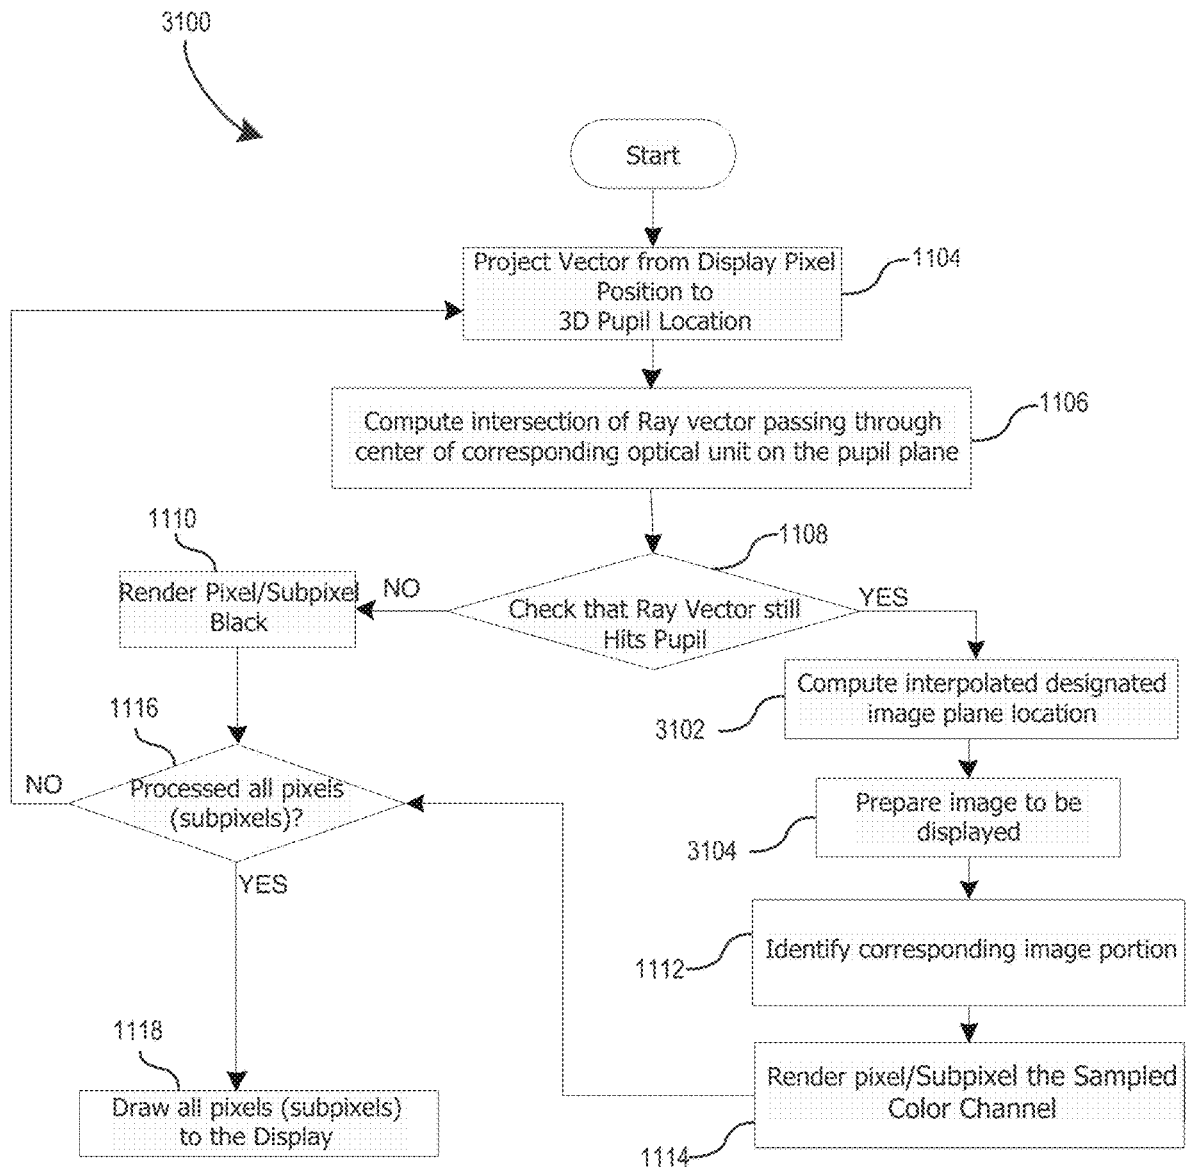 3100
Start
Project Vector from Display Pixel
Position to
3D Pupil Location
1104
Compute intersection of Ray vector passing through
center of corresponding optical unit on the pupil plane
1106
1108
Check that Ray Vector still
Hits Pupil
NO
YES
1110
Render Pixel/Subpixel
Black
Compute interpolated designated
image plane location
3102
1116
Processed all pixels
(subpixels)?
NO
YES
Prepare image to be
displayed
3104
Identify corresponding image portion
1112
Render pixel/Subpixel the Sampled
Color Channel
1114
1118
Draw all pixels (subpixels)
to the Display